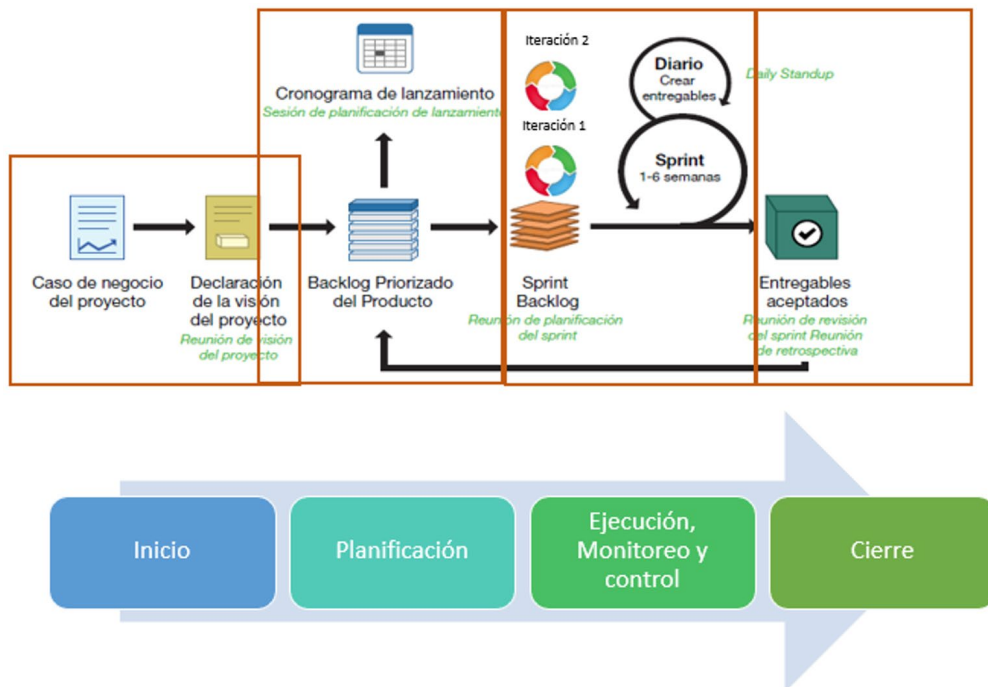 Cronograma de lanzamiento
Sesión de planificación de lanzamiento
Iteración 2
Iteración 1
Diario
Crear
entregables
Daily Standup
Sprint
1-6 semanas
Caso de negocio
del proyecto
Declaración
de la visión
del proyecto
Reunión de visión
del proyecto
Backlog Priorizado
del Producto
Sprint
Backlog
Reunión de planificación
del sprint
Entregables
aceptados
Reunión de revisión
del sprint Reunión
de retrospectiva
Inicio
Planificación
Ejecución,
Monitoreo y
control
Cierre